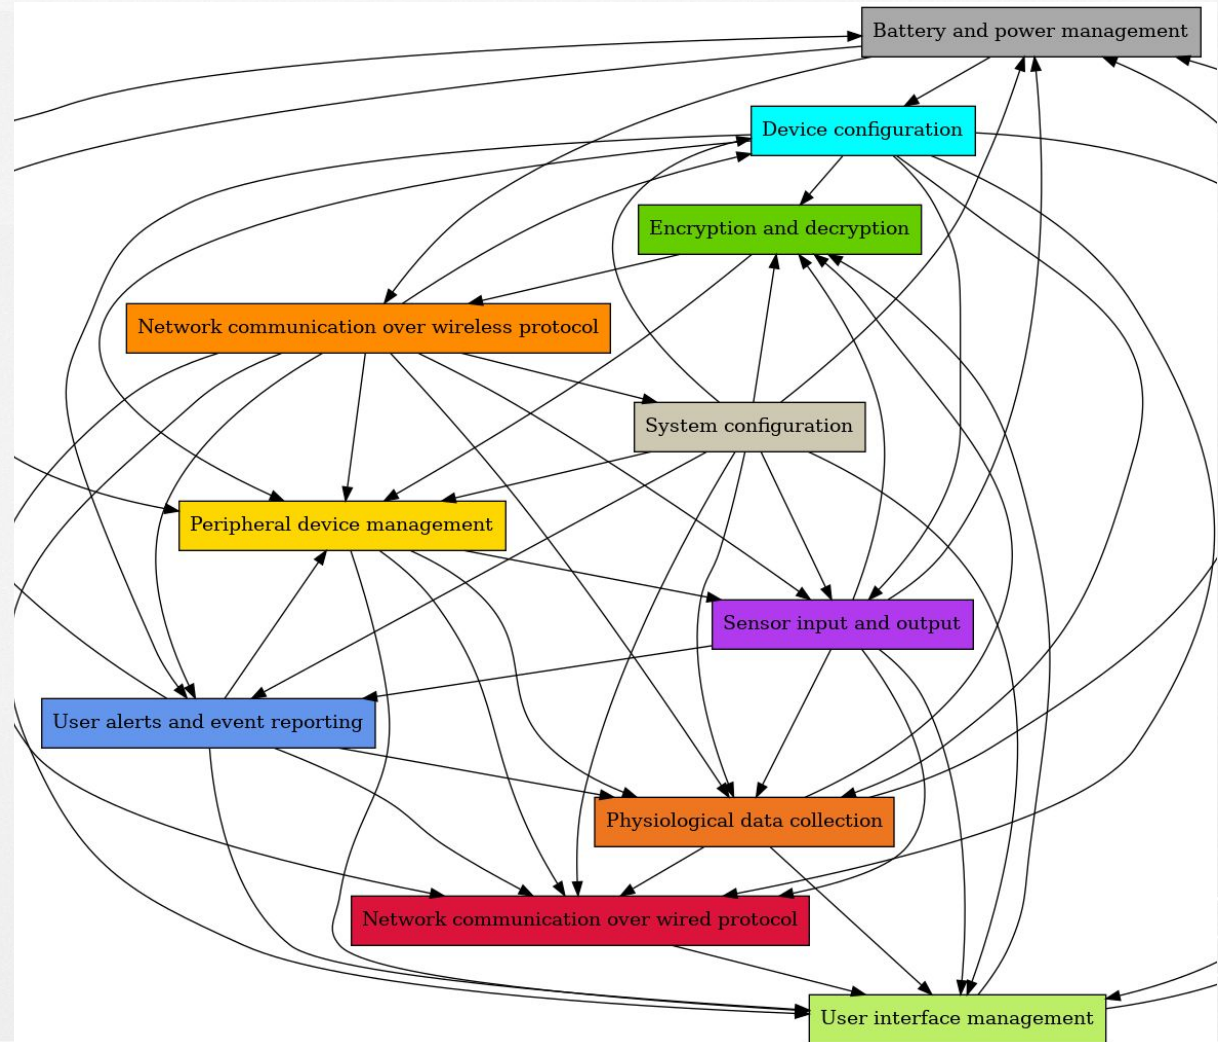 Battery and power management
Device configuration
Encryption and decryption
Network communication over wireless protocol
System configuration
Peripheral device management
Sensor input and output
User alerts and event reporting
Physiological data collection
Network communication over wired protocol
User interface management